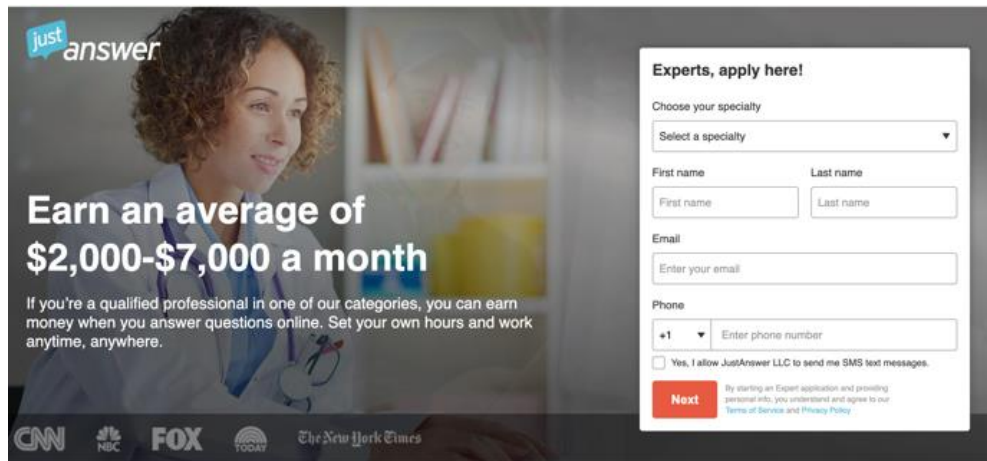 just
answer
Earn an average of
$2,000-$7,000 a month
If you're a qualified professional in one of our categories, you can earn
money when you answer questions online. Set your own hours and work
anytime, anywhere.
CNN
NBC
FOX
TODAY
The New York Times
Experts, apply here!
Choose your specialty
Select a specialty
First name
Last name
First name
Last name
Email
Enter your email
Phone
+1
Enter phone number
Yes, I allow JustAnswer LLC to send me SMS text messages.
Next
By starting an Expert application and providing
personal info, you understand and agree to our
Terms of Service and Privacy Policy